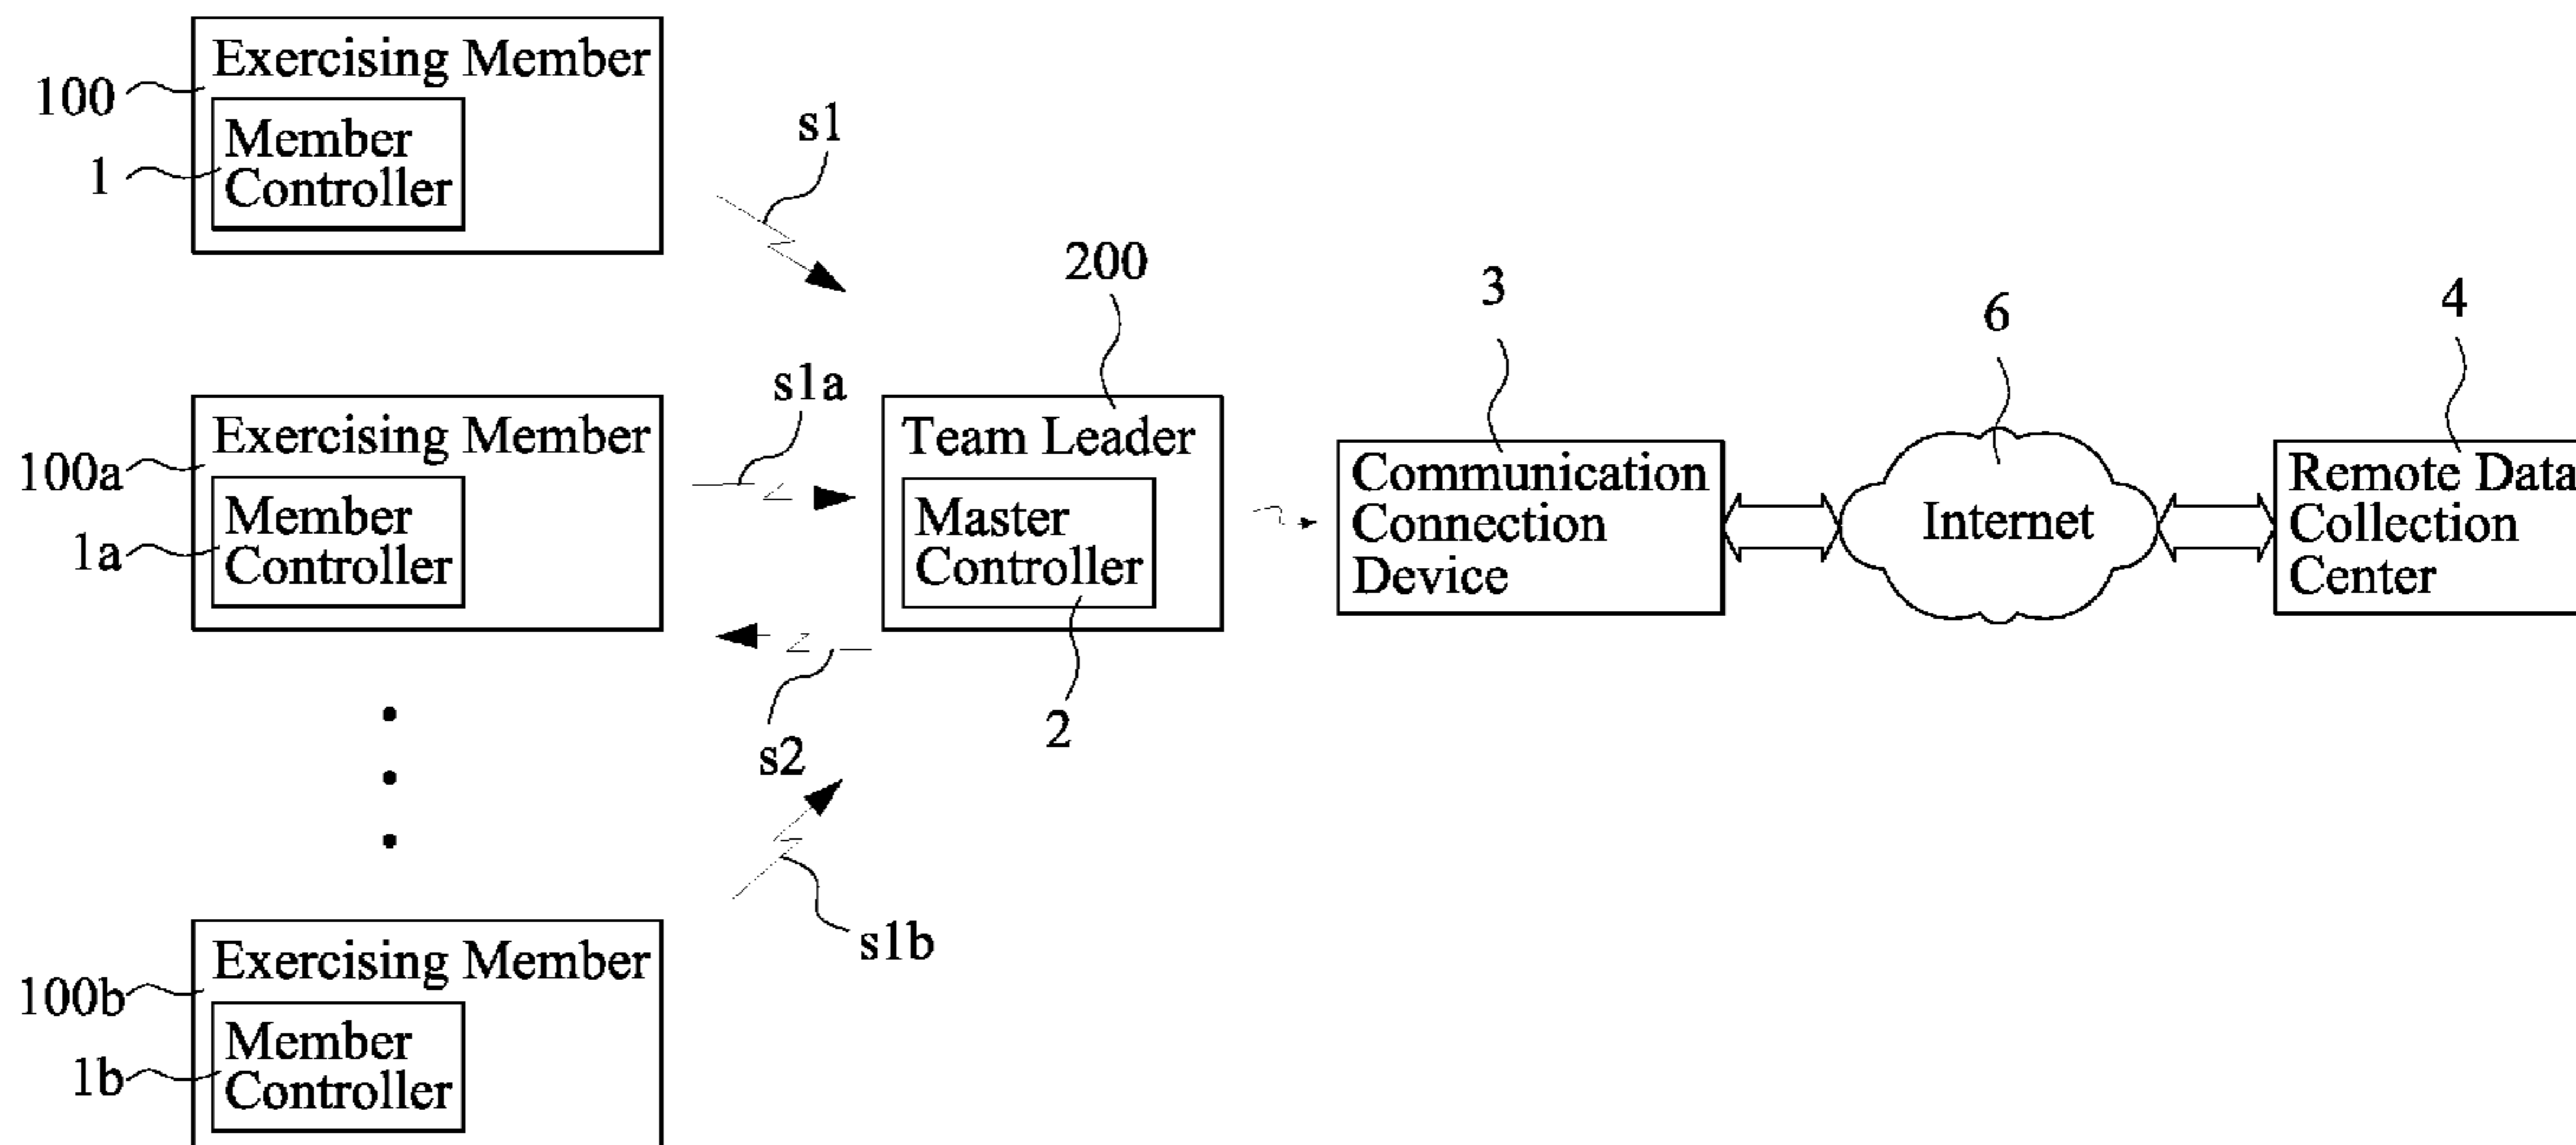 Exercising Member
100
Member
Controller
1
s1
Exercising Member
100a
Member
Controller
1a
s1a
200
Team Leader
Master
Controller
2
s2
3
Communication
Connection
Device
6
Internet
4
Remote Data
Collection
Center
s1b
Exercising Member
100b
Member
Controller
1b